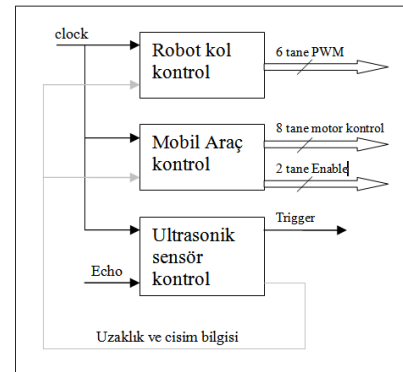 clock
Robot kol
kontrol
6 tane PWM
Mobil Araç
kontrol
8 tane motor kontrol
2 tane Enable
Ultrasonik
sensör
kontrol
Trigger
Echo
Uzaklık ve cisim bilgisi